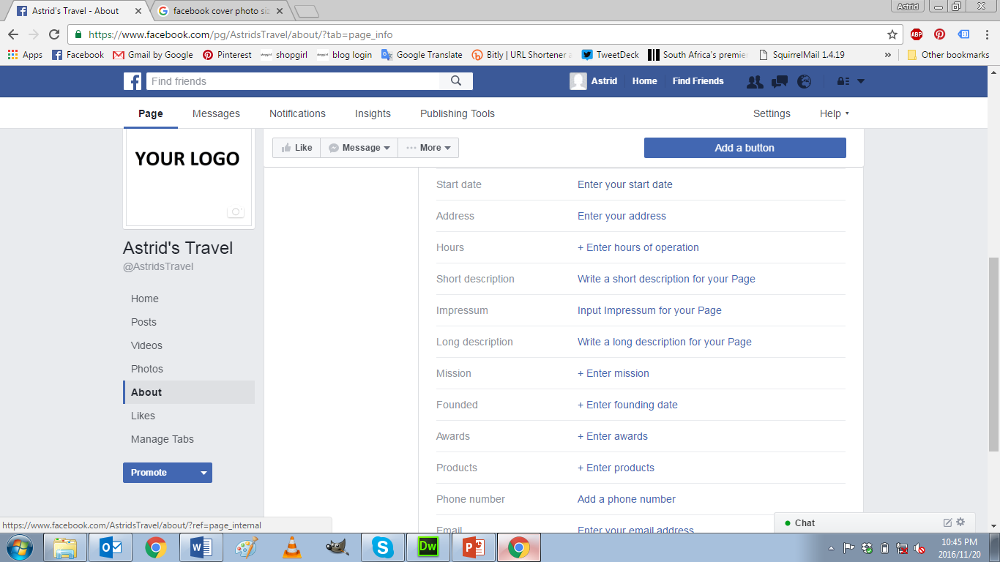 Astrid's Travel - About
facebook cover photo siz
Astrid
https://www.facebook.com/pg/AstridsTravel/about/?tab=page_info
ABP
Apps Facebook Gmail by Google Pinterest shopgirl blog login Google Translate Bitly | URL Shortener a TweetDeck South Africa's premie SquirrelMail 1.4.19 » Other bookmarks
Find friends
Astrid Home Find Friends
Page Messages Notifications Insights Publishing Tools Settings Help
YOUR LOGO
Like Message More Add a button
Astrid's Travel
@AstridsTravel
Home
Posts
Videos
Photos
About
Likes
Manage Tabs
Promote
Start date Enter your start date
Address Enter your address
Hours + Enter hours of operation
Short description Write a short description for your Page
Impressum Input Impressum for your Page
Long description Write a long description for your Page
Mission + Enter mission
Founded + Enter founding date
Awards + Enter awards
Products + Enter products
Phone number Add a phone number
Email Enter your email address
Chat
https://www.facebook.com/AstridsTravel/about/?ref=page_internal
Dw
10:45 PM
2016/11/20